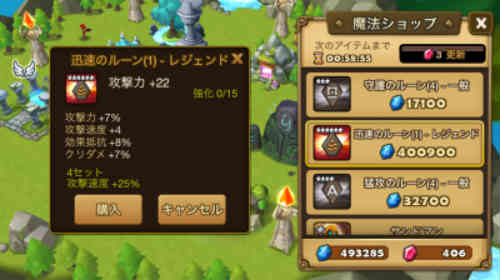 迅速のルーン(1) - レジェンド
攻撃力 +22
強化 0/15
攻撃力 +7%
攻撃速度 +4
効果抵抗 +8%
クリダメ +7%
4セット
攻撃速度 +25%
購入
キャンセル
魔法ショップ
次のアイテムまで
00:58:55
3 更新
守護のルーン(4) - 一般
17100
迅速のルーン(1) - レジェンド
400900
猛攻のルーン(4) - 一般
32700
サンドマン
493285
406